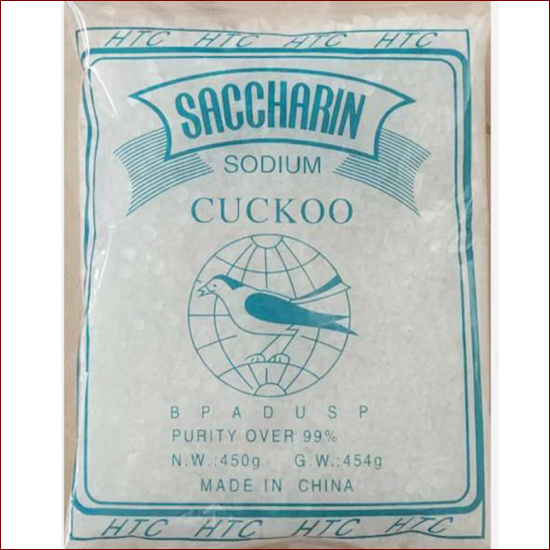 HTC HTC HTC HTC
SACCHARIN
SODIUM
CUCKOO
B P A D U S P
PURITY OVER 99%
N.W.:450g G.W.:454g
MADE IN CHINA
HTC HTC HTC HTC